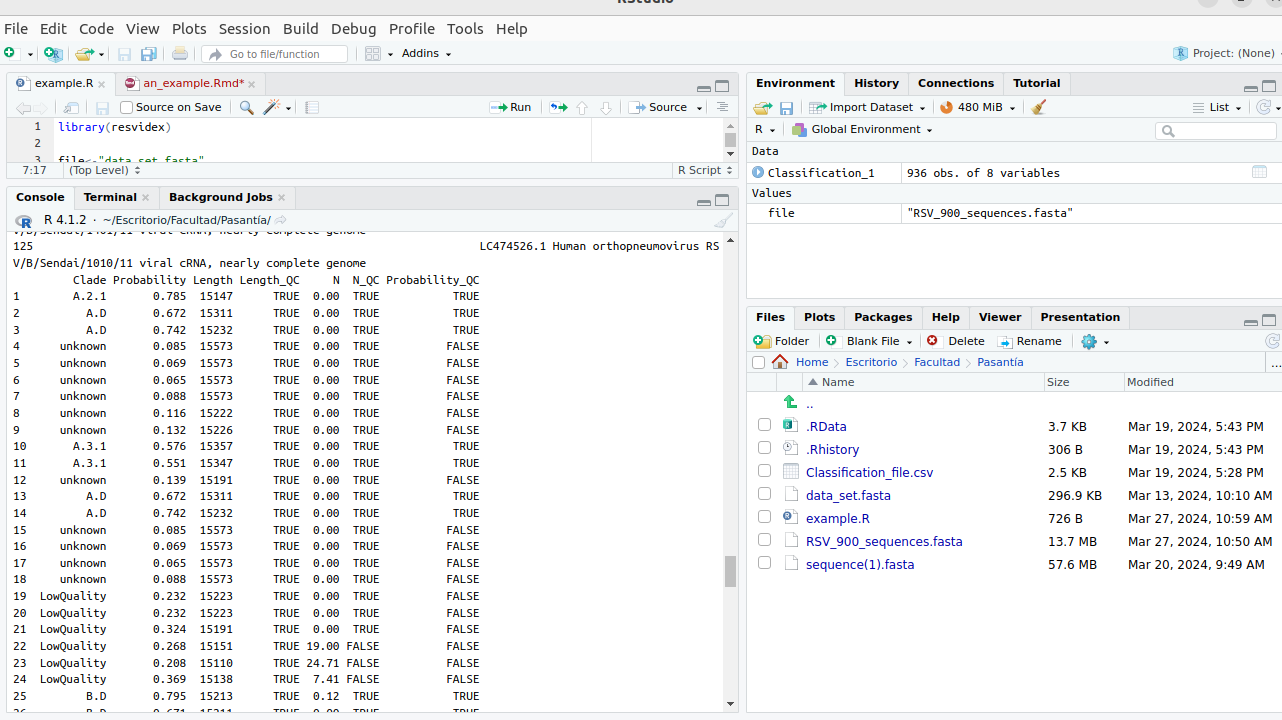 RStudio
File Edit Code View Plots Session Build Debug Profile Tools Help
Go to file/function Addins Project: (None)
example.R an_example.Rmd*
Source on Save Run Source
1 library(resvidex)
2
3 file<-"data_set.fasta"
7:17 (Top Level) R Script
Console Terminal Background Jobs
R 4.1.2 · ~/Escritorio/Facultad/Pasantía/
V/B/Sendai/1401/11 viral cRNA, nearly complete genome
125 LC474526.1 Human orthopneumovirus RS
V/B/Sendai/1010/11 viral cRNA, nearly complete genome
Clade Probability Length Length_QC N N_QC Probability_QC
1 A.2.1 0.785 15147 TRUE 0.00 TRUE TRUE
2 A.D 0.672 15311 TRUE 0.00 TRUE TRUE
3 A.D 0.742 15232 TRUE 0.00 TRUE TRUE
4 unknown 0.085 15573 TRUE 0.00 TRUE FALSE
5 unknown 0.069 15573 TRUE 0.00 TRUE FALSE
6 unknown 0.065 15573 TRUE 0.00 TRUE FALSE
7 unknown 0.088 15573 TRUE 0.00 TRUE FALSE
8 unknown 0.116 15222 TRUE 0.00 TRUE FALSE
9 unknown 0.132 15226 TRUE 0.00 TRUE FALSE
10 A.3.1 0.576 15357 TRUE 0.00 TRUE TRUE
11 A.3.1 0.551 15347 TRUE 0.00 TRUE TRUE
12 unknown 0.139 15191 TRUE 0.00 TRUE FALSE
13 A.D 0.672 15311 TRUE 0.00 TRUE TRUE
14 A.D 0.742 15232 TRUE 0.00 TRUE TRUE
15 unknown 0.085 15573 TRUE 0.00 TRUE FALSE
16 unknown 0.069 15573 TRUE 0.00 TRUE FALSE
17 unknown 0.065 15573 TRUE 0.00 TRUE FALSE
18 unknown 0.088 15573 TRUE 0.00 TRUE FALSE
19 LowQuality 0.232 15223 TRUE 0.00 TRUE FALSE
20 LowQuality 0.232 15223 TRUE 0.00 TRUE FALSE
21 LowQuality 0.324 15191 TRUE 0.00 TRUE FALSE
22 LowQuality 0.268 15151 TRUE 19.00 FALSE FALSE
23 LowQuality 0.208 15110 TRUE 24.71 FALSE FALSE
24 LowQuality 0.369 15138 TRUE 7.41 FALSE FALSE
25 B.D 0.795 15213 TRUE 0.12 TRUE TRUE
26 B.D 0.671 15211 TRUE 0.00 TRUE TRUE
Environment History Connections Tutorial
Import Dataset 480 MiB List
R Global Environment
Data
Classification_1 936 obs. of 8 variables
Values
file "RSV_900_sequences.fasta"
Files Plots Packages Help Viewer Presentation
Folder Blank File Delete Rename
Home Escritorio Facultad Pasantía ...
Name Size Modified
..
.RData 3.7 KB Mar 19, 2024, 5:43 PM
.Rhistory 306 B Mar 19, 2024, 5:43 PM
Classification_file.csv 2.5 KB Mar 19, 2024, 5:28 PM
data_set.fasta 296.9 KB Mar 13, 2024, 10:10 AM
example.R 726 B Mar 27, 2024, 10:59 AM
RSV_900_sequences.fasta 13.7 MB Mar 27, 2024, 10:50 AM
sequence(1).fasta 57.6 MB Mar 20, 2024, 9:49 AM